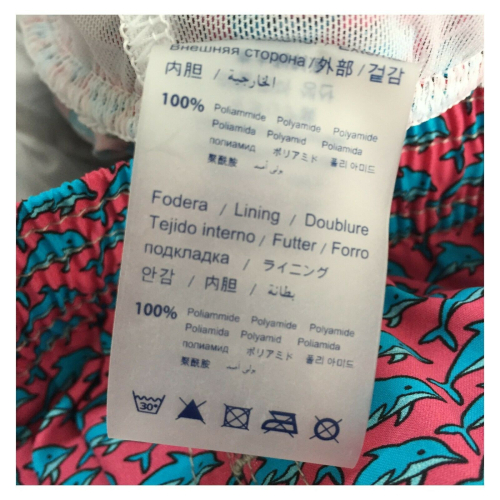 Внешняя сторона / 外部 / 겉감
内胆 / الخارجية
100% Poliammide Polyamide Polyamide
Poliamida Polyamid Poliamida
полиамид ポリアミド 폴리 아미드
聚酰胺
Fodera / Lining / Doublure
Tejido interno / Futter / Forro
подкладка / ライニング
안감 / 内胆 / بطانة
100% Poliammide Polyamide Polyamide
Poliamida Polyamid Poliamida
полиамид ポリアミド 폴리 아미드
聚酰胺
30°